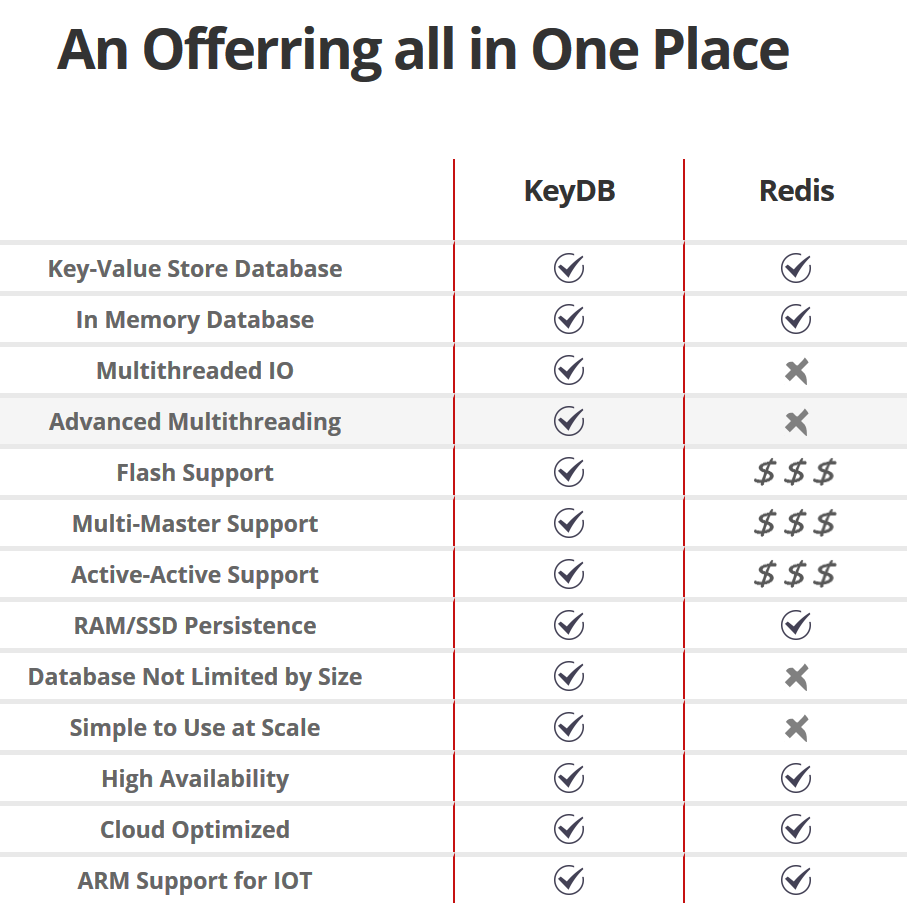 An Offerring all in One Place
KeyDB Redis
Key-Value Store Database
In Memory Database
Multithreaded IO
Advanced Multithreading
Flash Support $ $ $
Multi-Master Support $ $ $
Active-Active Support $ $ $
RAM/SSD Persistence
Database Not Limited by Size
Simple to Use at Scale
High Availability
Cloud Optimized
ARM Support for IOT